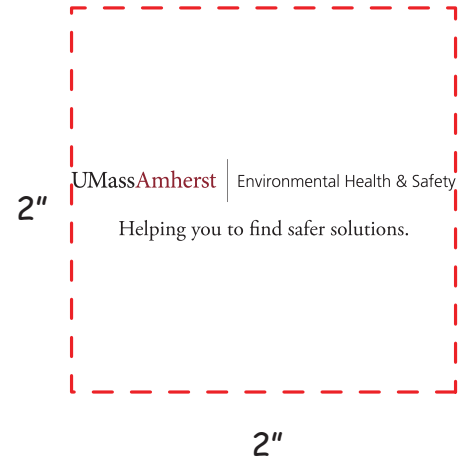 UMassAmherst | Environmental Health & Safety
2"
Helping you to find safer solutions.
2"